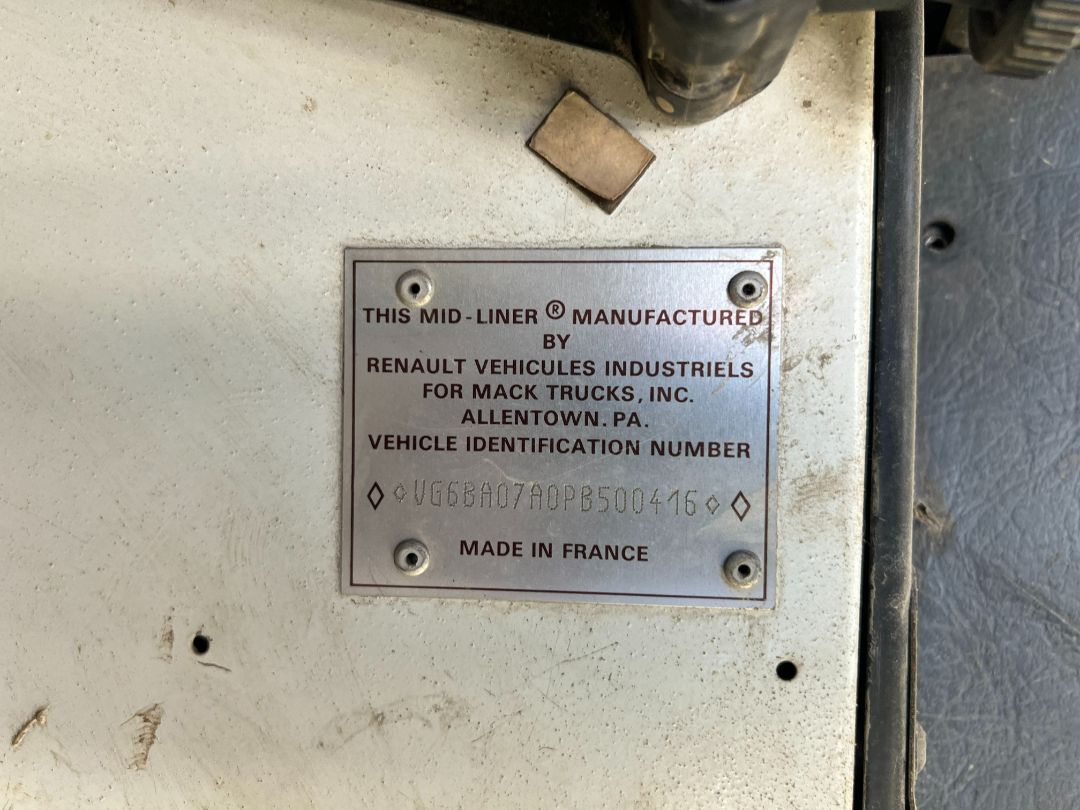 THIS MID-LINER ® MANUFACTURED
BY
RENAULT VEHICULES INDUSTRIELS
FOR MACK TRUCKS, INC.
ALLENTOWN. PA.
VEHICLE IDENTIFICATION NUMBER
◇ ◇VG6BA07A0PB500416◇ ◇
MADE IN FRANCE